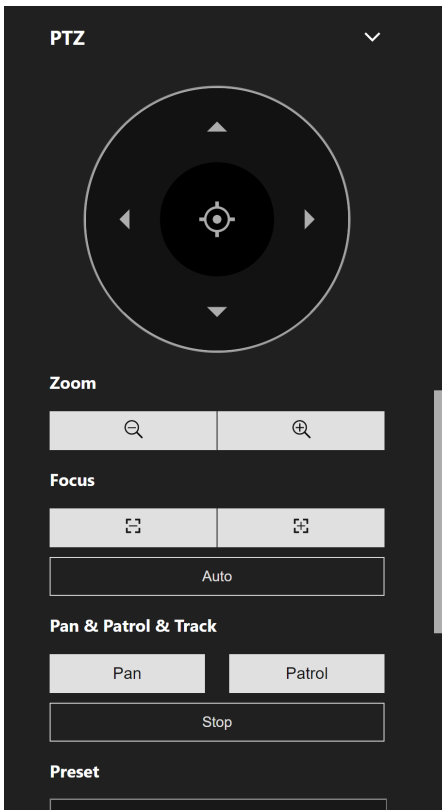 PTZ
Zoom
Focus
Auto
Pan & Patrol & Track
Pan Patrol
Stop
Preset